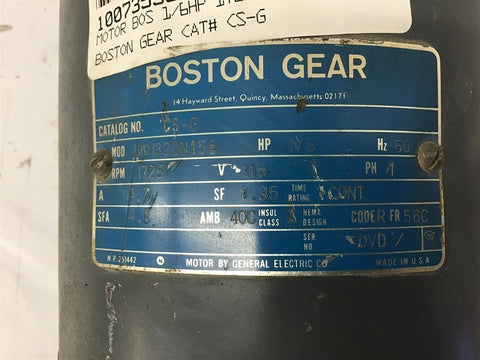 MOTOR BOS 1/6HP
BOSTON GEAR CAT# CS-G
BOSTON GEAR
14 Hayward Street, Quincy, Massachusetts 02171
CATALOG NO. CS-G
MOD HP 1/6 Hz 60
RPM 1725 V 115 PH 1
A SF 1.35 TIME RATING CONT
SFA AMB 40C INSUL CLASS NEMA DESIGN CODE R FR 56C
SER NO DVD
N.P. 251442 MOTOR BY GENERAL ELECTRIC CO. MADE IN U.S.A.